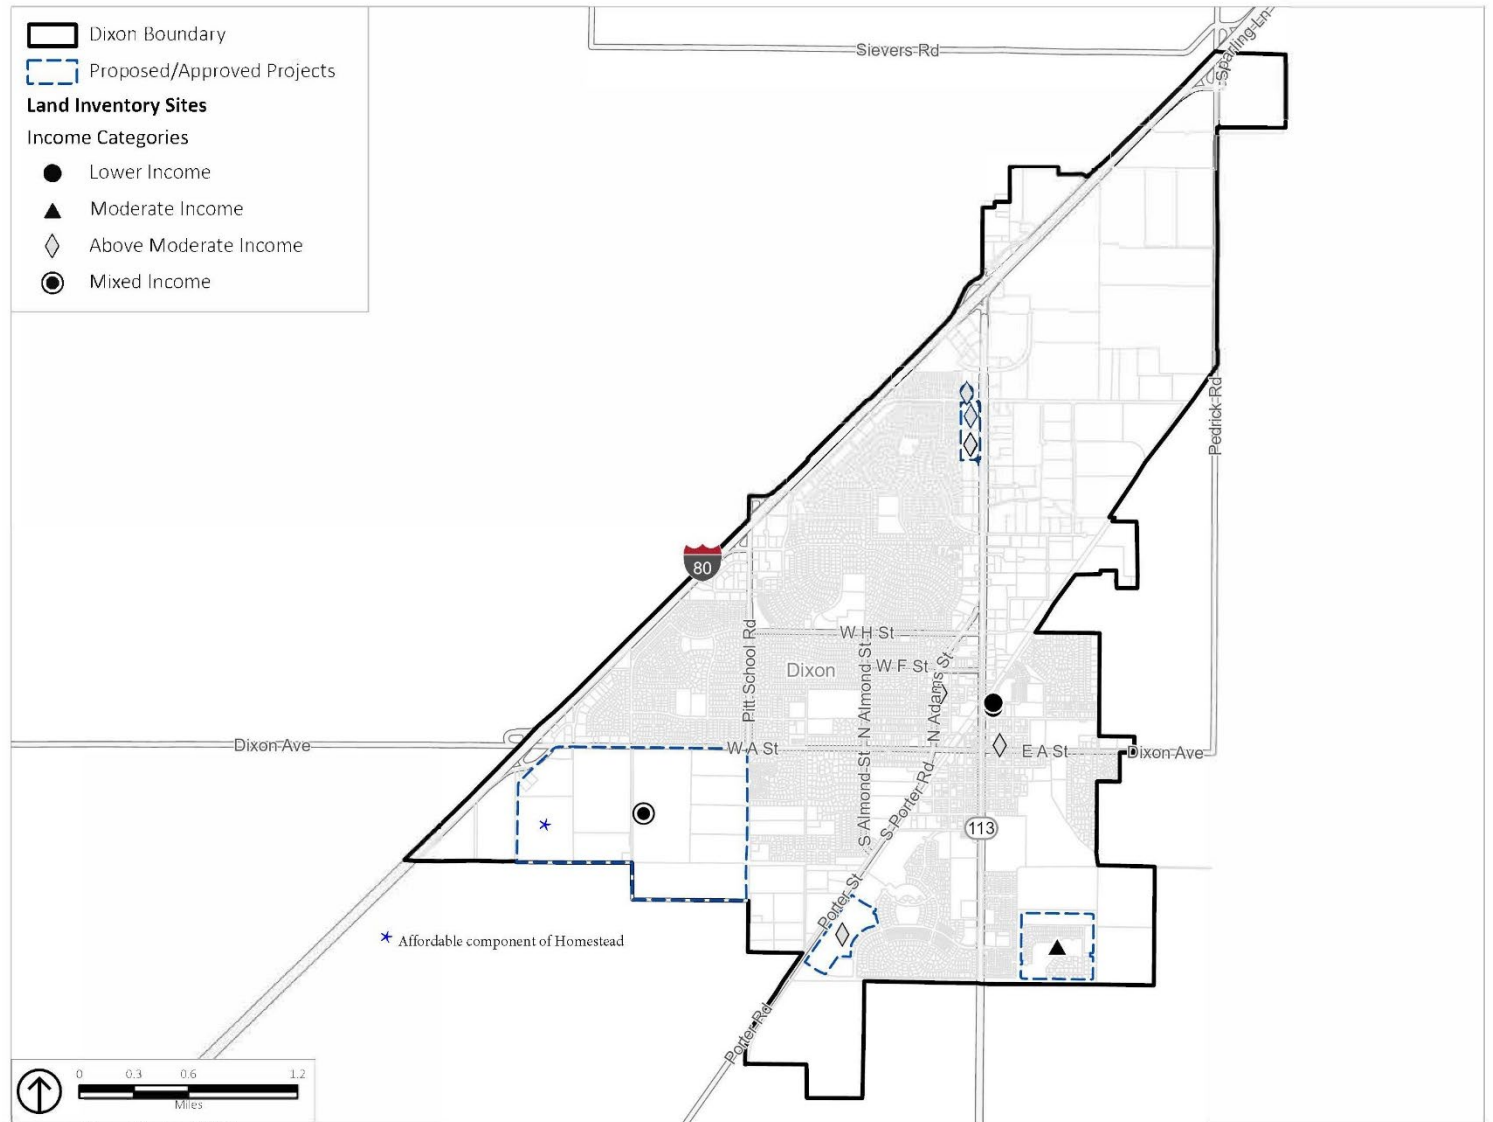 Dixon Boundary
Proposed/Approved Projects
Land Inventory Sites
Income Categories
Lower Income
Moderate Income
Above Moderate Income
Mixed Income
Sievers Rd
Sparling Ln
Pedrick Rd
80
W H St
W F St
Dixon
Pitt School Rd
N Almond St
N Adams St
Dixon Ave
W A St
E A St
Dixon Ave
S Almond St
S Porter Rd
113
Porter St
Affordable component of Homestead
Porter Rd
0 0.3 0.6 1.2
Miles